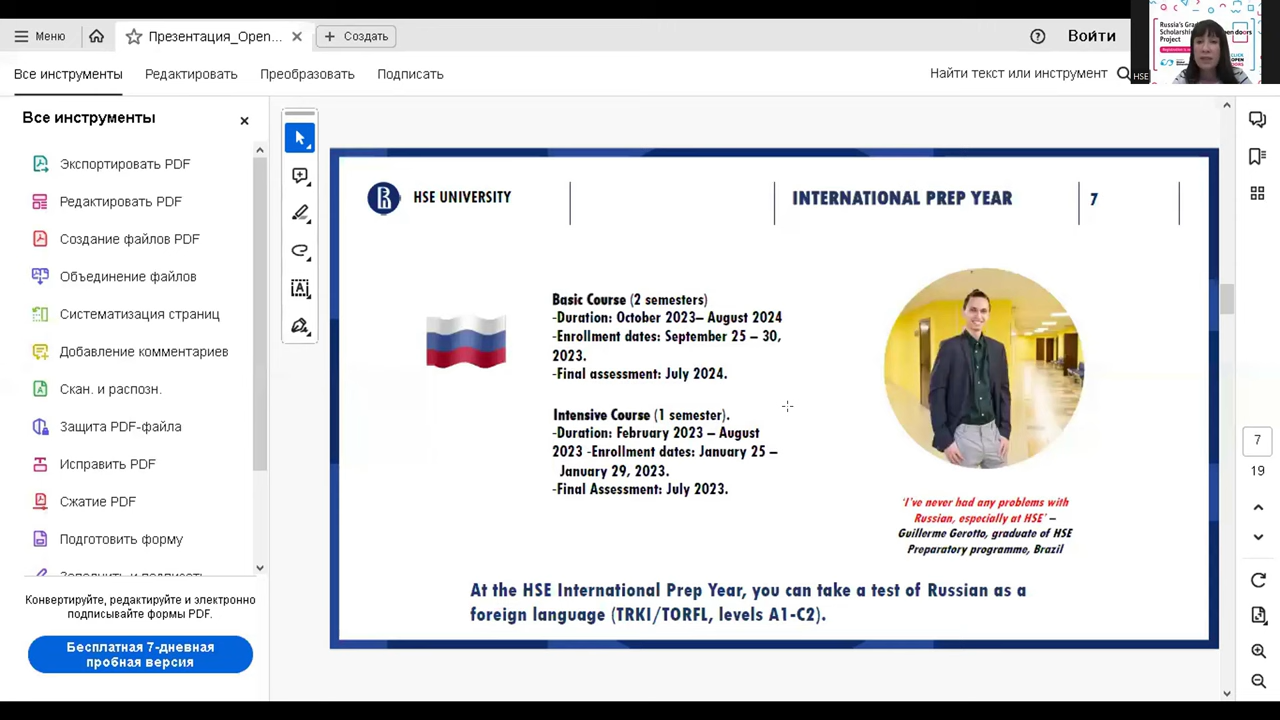 Меню
Презентация_Open...
Создать
Войти
Russia's
Scholarship
Project
HSE
Все инструменты
Редактировать
Преобразовать
Подписать
Найти текст или инструмент
Все инструменты
Экспортировать PDF
Редактировать PDF
Создание файлов PDF
Объединение файлов
Систематизация страниц
Добавление комментариев
Скан. и распозн.
Защита PDF-файла
Исправить PDF
Сжатие PDF
Подготовить форму
Заполнить и подписать
Конвертируйте, редактируйте и электронно
подписывайте формы PDF.
Бесплатная 7-дневная
пробная версия
HSE UNIVERSITY
INTERNATIONAL PREP YEAR
7
Basic Course (2 semesters)
-Duration: October 2023– August 2024
-Enrollment dates: September 25 – 30,
2023.
-Final assessment: July 2024.
Intensive Course (1 semester).
-Duration: February 2023 – August
2023 -Enrollment dates: January 25 –
January 29, 2023.
-Final Assessment: July 2023.
‘I’ve never had any problems with
Russian, especially at HSE’ –
Guillerme Gerotto, graduate of HSE
Preparatory programme, Brazil
At the HSE International Prep Year, you can take a test of Russian as a
foreign language (TRKI/TORFL, levels A1-C2).
7
19